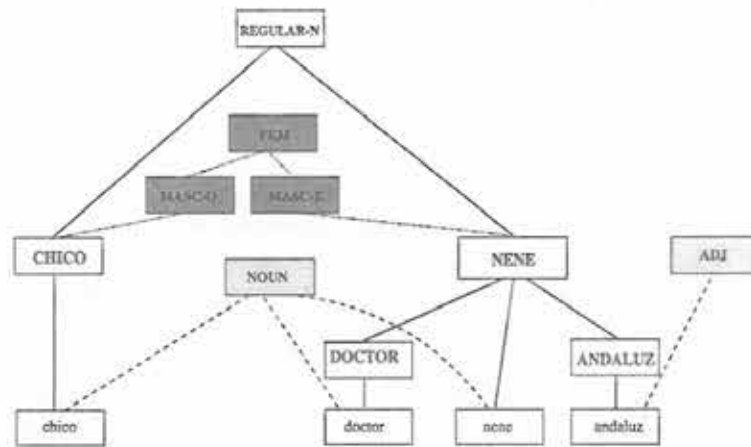 REGULAR-N
FEM
MASC-O
MASC-E
CHICO
NENE
ADJ
NOUN
DOCTOR
ANDALUZ
chico
doctor
nene
andaluz